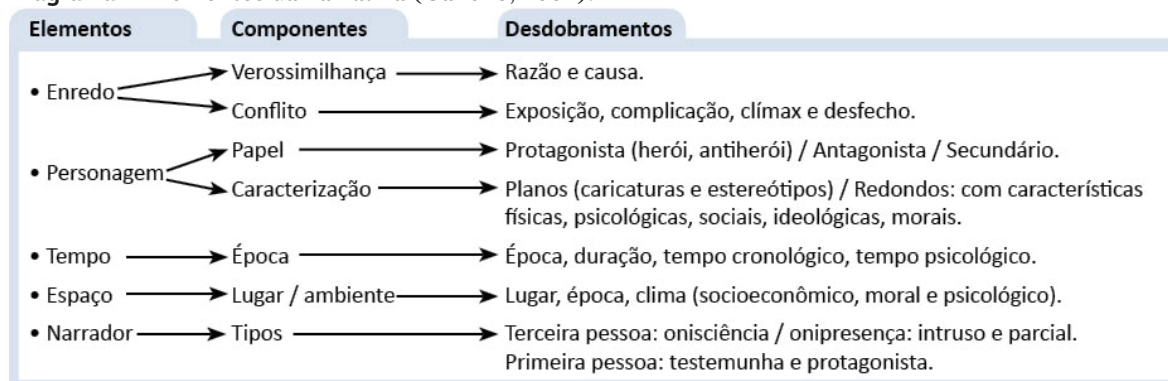 Elementos Componentes Desdobramentos
• Enredo
Verossimilhança Razão e causa.
Conflito Exposição, complicação, clímax e desfecho.
• Personagem
Papel Protagonista (herói, antiherói) / Antagonista / Secundário.
Caracterização Planos (caricaturas e estereótipos) / Redondos: com características
físicas, psicológicas, sociais, ideológicas, morais.
• Tempo Época Época, duração, tempo cronológico, tempo psicológico.
• Espaço Lugar / ambiente Lugar, época, clima (socioeconômico, moral e psicológico).
• Narrador Tipos Terceira pessoa: onisciência / onipresença: intruso e parcial.
Primeira pessoa: testemunha e protagonista.